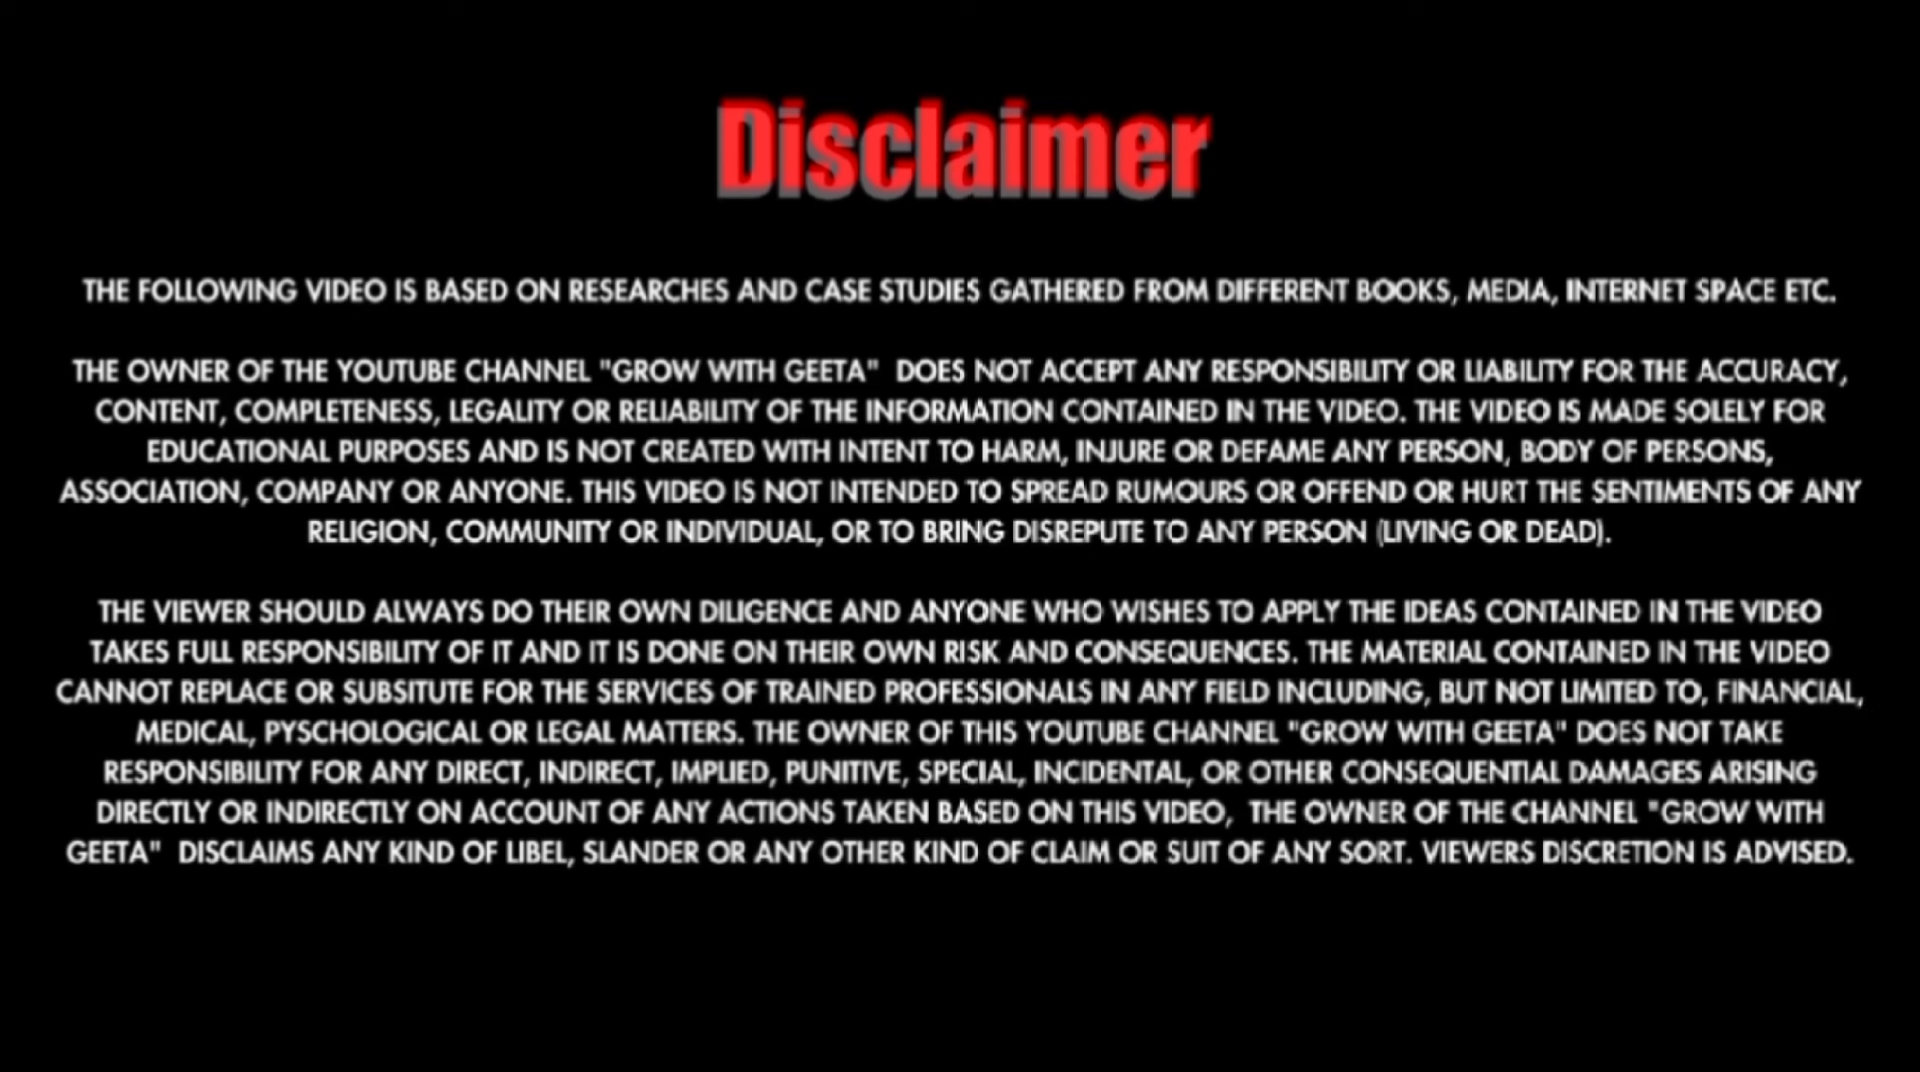 Disclaimer
THE FOLLOWING VIDEO IS BASED ON RESEARCHES AND CASE STUDIES GATHERED FROM DIFFERENT BOOKS, MEDIA, INTERNET SPACE ETC.
THE OWNER OF THE YOUTUBE CHANNEL "GROW WITH GEETA"  DOES NOT ACCEPT ANY RESPONSIBILITY OR LIABILITY FOR THE ACCURACY,
CONTENT, COMPLETENESS, LEGALITY OR RELIABILITY OF THE INFORMATION CONTAINED IN THE VIDEO. THE VIDEO IS MADE SOLELY FOR
EDUCATIONAL PURPOSES AND IS NOT CREATED WITH INTENT TO HARM, INJURE OR DEFAME ANY PERSON, BODY OF PERSONS,
ASSOCIATION, COMPANY OR ANYONE. THIS VIDEO IS NOT INTENDED TO SPREAD RUMOURS OR OFFEND OR HURT THE SENTIMENTS OF ANY
RELIGION, COMMUNITY OR INDIVIDUAL, OR TO BRING DISREPUTE TO ANY PERSON (LIVING OR DEAD).
THE VIEWER SHOULD ALWAYS DO THEIR OWN DILIGENCE AND ANYONE WHO WISHES TO APPLY THE IDEAS CONTAINED IN THE VIDEO
TAKES FULL RESPONSIBILITY OF IT AND IT IS DONE ON THEIR OWN RISK AND CONSEQUENCES. THE MATERIAL CONTAINED IN THE VIDEO
CANNOT REPLACE OR SUBSITUTE FOR THE SERVICES OF TRAINED PROFESSIONALS IN ANY FIELD INCLUDING, BUT NOT LIMITED TO, FINANCIAL,
MEDICAL, PYSCHOLOGICAL OR LEGAL MATTERS. THE OWNER OF THIS YOUTUBE CHANNEL "GROW WITH GEETA" DOES NOT TAKE
RESPONSIBILITY FOR ANY DIRECT, INDIRECT, IMPLIED, PUNITIVE, SPECIAL, INCIDENTAL, OR OTHER CONSEQUENTIAL DAMAGES ARISING
DIRECTLY OR INDIRECTLY ON ACCOUNT OF ANY ACTIONS TAKEN BASED ON THIS VIDEO,  THE OWNER OF THE CHANNEL "GROW WITH
GEETA"  DISCLAIMS ANY KIND OF LIBEL, SLANDER OR ANY OTHER KIND OF CLAIM OR SUIT OF ANY SORT. VIEWERS DISCRETION IS ADVISED.